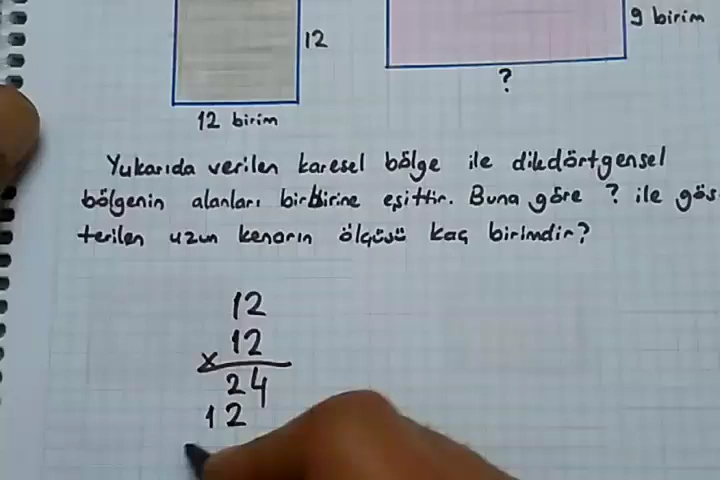 12
9 birim
?
12 birim
Yukarıda verilen karesel bölge ile dikdörtgensel
bölgenin alanları birbirine eşittir. Buna göre ? ile gös-
terilen uzun kenarın ölçüsü kaç birimdir?
12
x 12
24
12